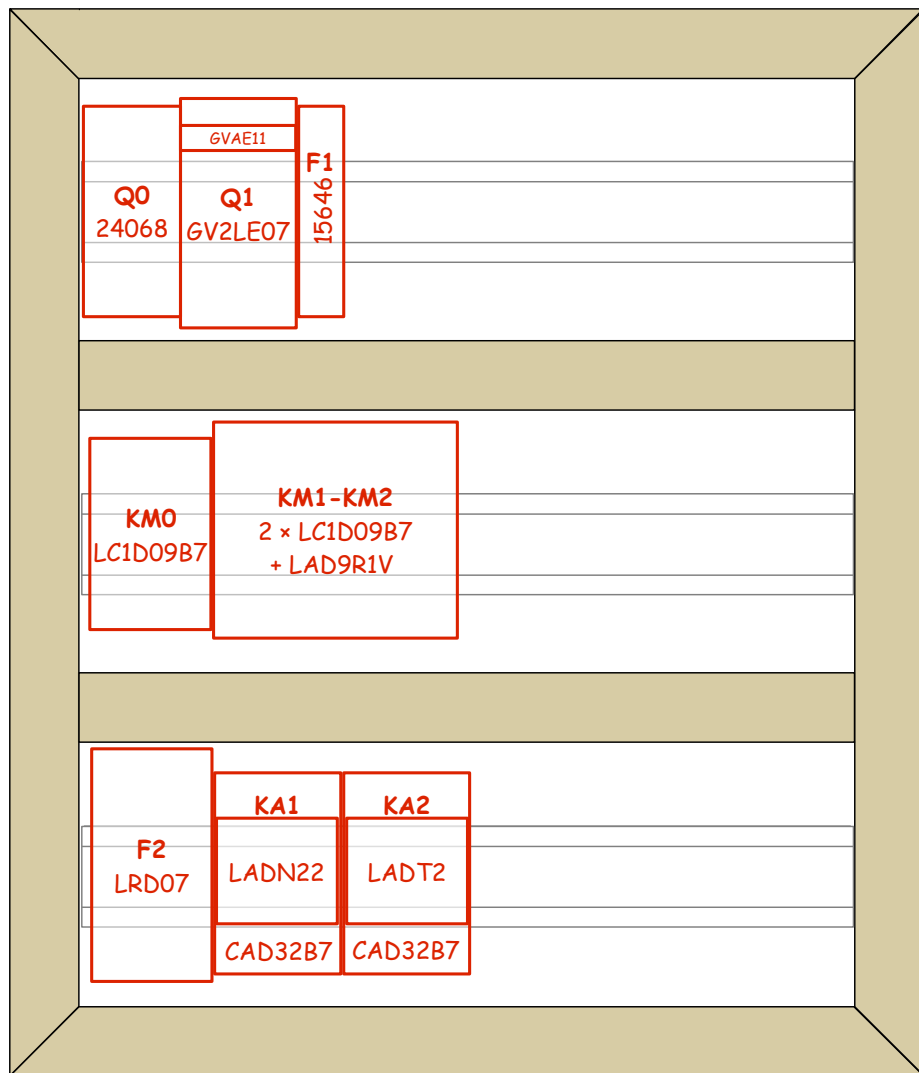 GVAE11
Q0
24068
Q1
GV2LE07
F1
15646
KM0
LC1D09B7
KM1-KM2
2 × LC1D09B7
+ LAD9R1V
F2
LRD07
KA1
LADN22
CAD32B7
KA2
LADT2
CAD32B7